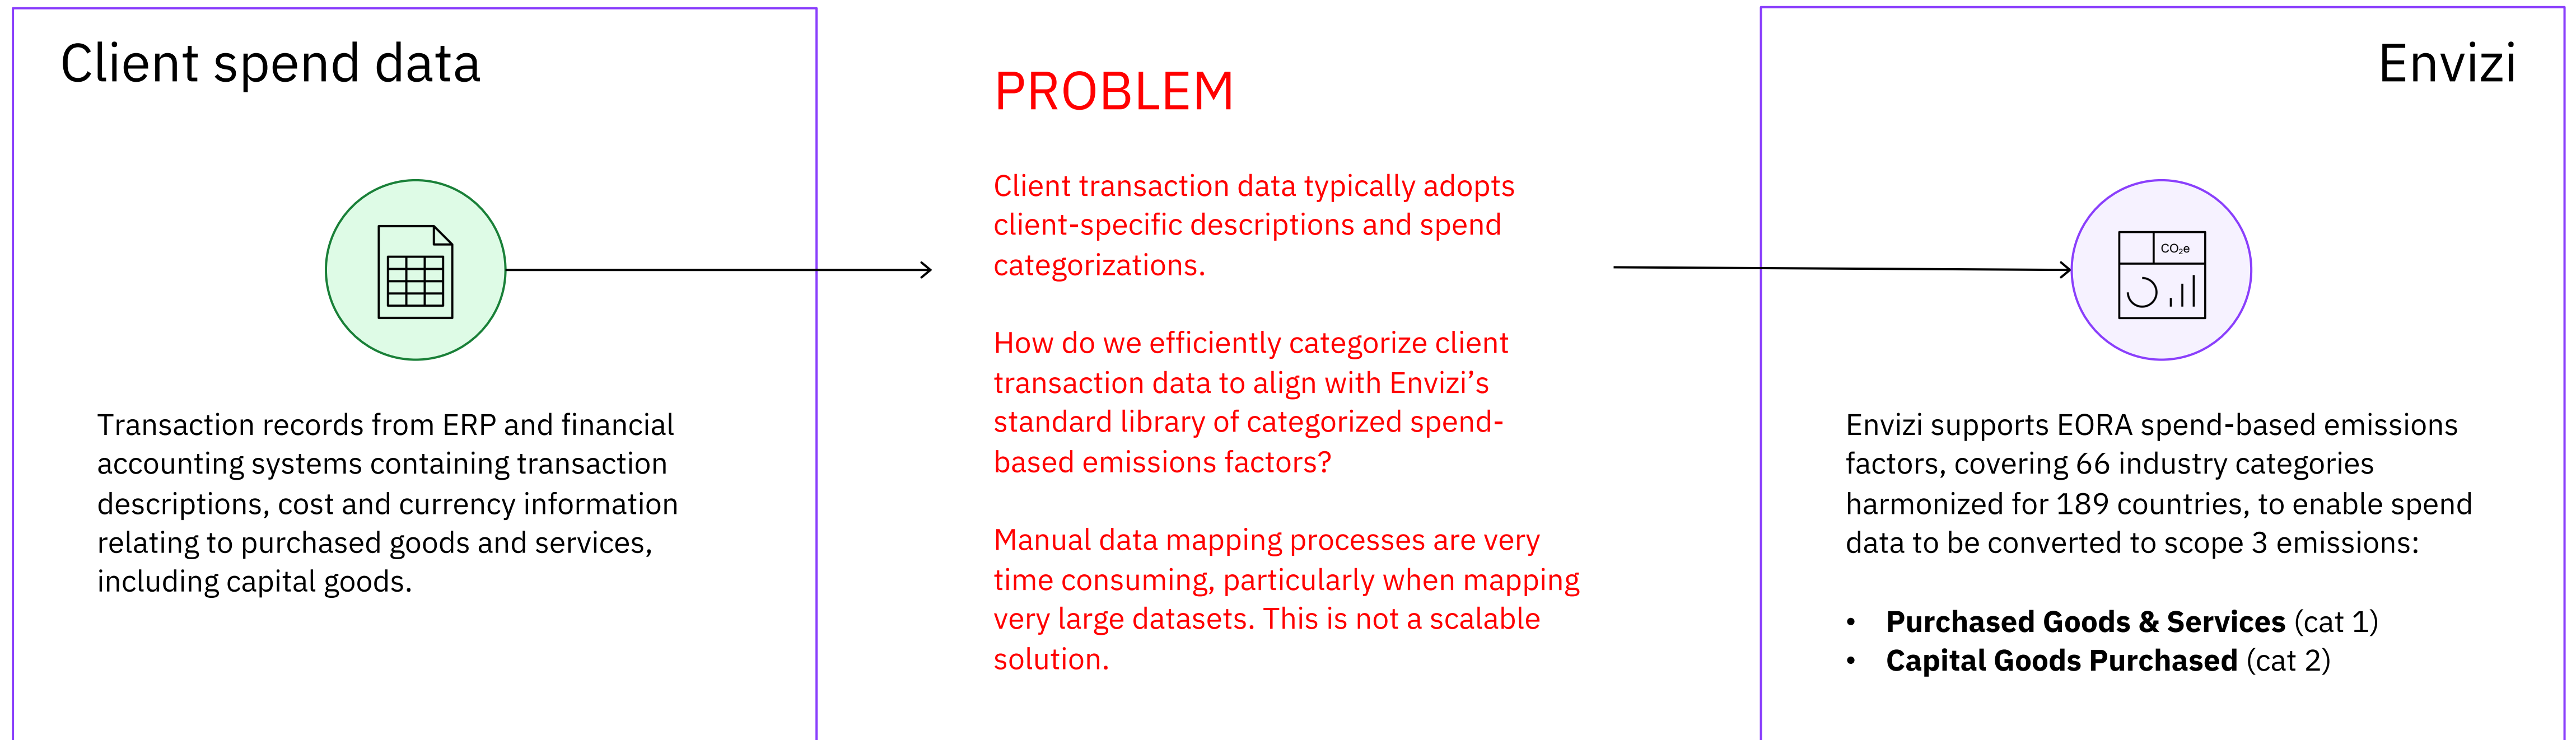 Client spend data
Transaction records from ERP and financial
accounting systems containing transaction
descriptions, cost and currency information
relating to purchased goods and services,
including capital goods.
PROBLEM
Client transaction data typically adopts
client-specific descriptions and spend
categorizations.
How do we efficiently categorize client
transaction data to align with Envizi’s
standard library of categorized spend-
based emissions factors?
Manual data mapping processes are very
time consuming, particularly when mapping
very large datasets. This is not a scalable
solution.
Envizi
CO₂e
Envizi supports EORA spend-based emissions
factors, covering 66 industry categories
harmonized for 189 countries, to enable spend
data to be converted to scope 3 emissions:
• Purchased Goods & Services (cat 1)
• Capital Goods Purchased (cat 2)